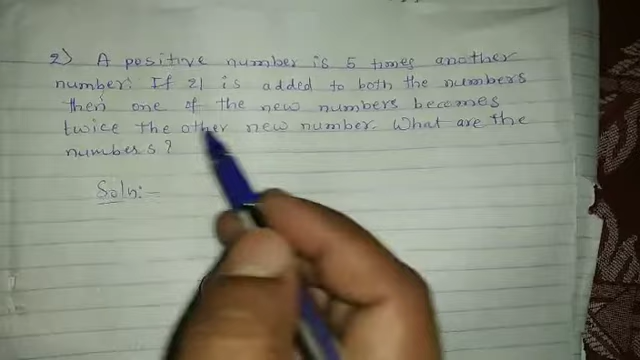 2) A positive number is 5 times another
number. If 21 is added to both the numbers
then one of the new numbers becomes
twice the other new number. What are the
numbers?
Soln:-